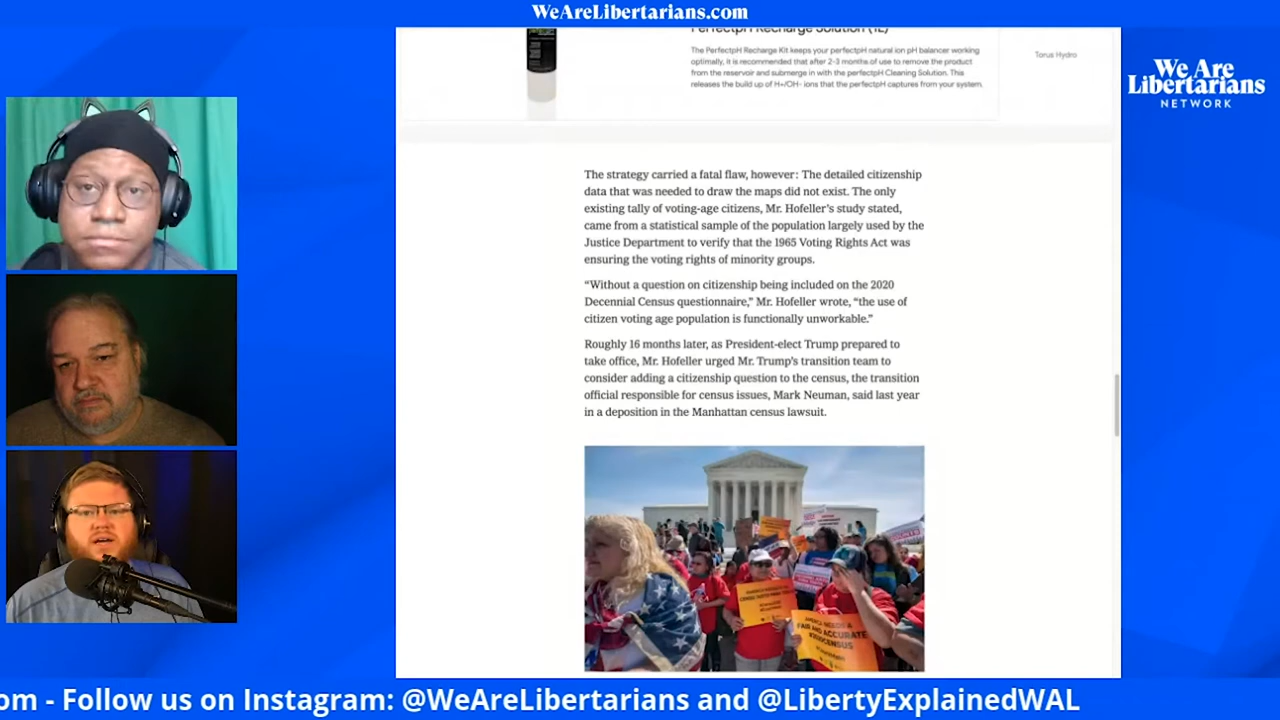 WeAreLibertarians.com
PerfectpH Recharge Solution (1L)
The PerfectpH Recharge Kit keeps your perfectpH natural ion pH balancer working
optimally, it is recommended that after 2-3 months of use to remove the product
from the reservoir and submerge in with the perfectpH Cleaning Solution. This
releases the build up of H+/OH- ions that the perfectpH captures from your system.
Torus Hydro
We Are
Libertarians
NETWORK
The strategy carried a fatal flaw, however: The detailed citizenship
data that was needed to draw the maps did not exist. The only
existing tally of voting-age citizens, Mr. Hofeller’s study stated,
came from a statistical sample of the population largely used by the
Justice Department to verify that the 1965 Voting Rights Act was
ensuring the voting rights of minority groups.
“Without a question on citizenship being included on the 2020
Decennial Census questionnaire,” Mr. Hofeller wrote, “the use of
citizen voting age population is functionally unworkable.”
Roughly 16 months later, as President-elect Trump prepared to
take office, Mr. Hofeller urged Mr. Trump’s transition team to
consider adding a citizenship question to the census, the transition
official responsible for census issues, Mark Neuman, said last year
in a deposition in the Manhattan census lawsuit.
AMERICA NEEDS A
FAIR AND ACCURATE
om - Follow us on Instagram: @WeAreLibertarians and @LibertyExplainedWAL